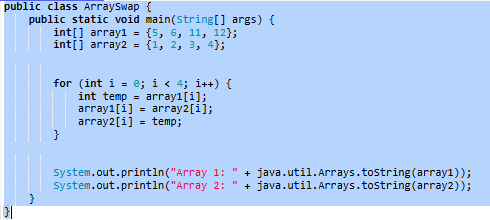 public class ArraySwap {
    public static void main(String[] args) {
        int[] array1 = {5, 6, 11, 12};
        int[] array2 = {1, 2, 3, 4};
        for (int i = 0; i < 4; i++) {
            int temp = array1[i];
            array1[i] = array2[i];
            array2[i] = temp;
        }
        System.out.println("Array 1: " + java.util.Arrays.toString(array1));
        System.out.println("Array 2: " + java.util.Arrays.toString(array2));
    }
}